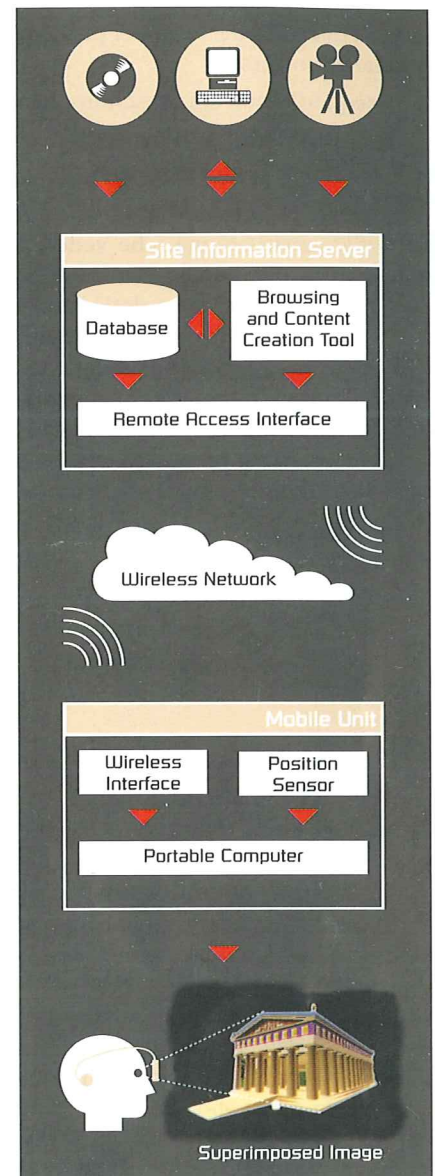 Site Information Server
Database
Browsing
and Content
Creation Tool
Remote Access Interface
Wireless Network
Mobile Unit
Wireless
Interface
Position
Sensor
Portable Computer
Superimposed Image